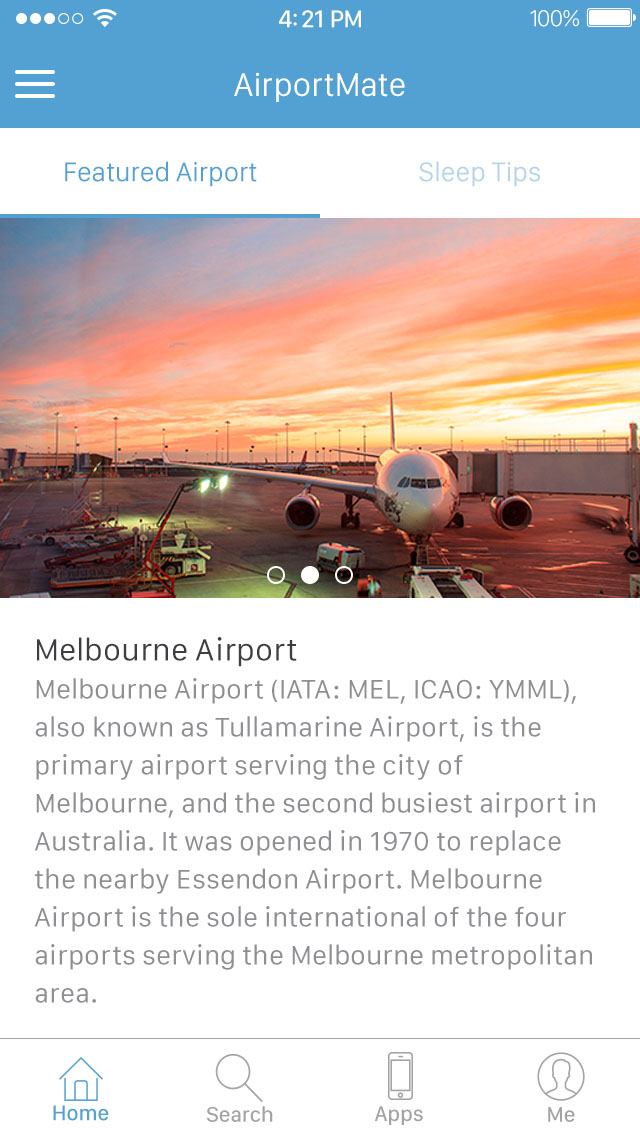 4:21 PM 100%
AirportMate
Featured Airport Sleep Tips
Melbourne Airport
Melbourne Airport (IATA: MEL, ICAO: YMML),
also known as Tullamarine Airport, is the
primary airport serving the city of
Melbourne, and the second busiest airport in
Australia. It was opened in 1970 to replace
the nearby Essendon Airport. Melbourne
Airport is the sole international of the four
airports serving the Melbourne metropolitan
area.
Home Search Apps Me